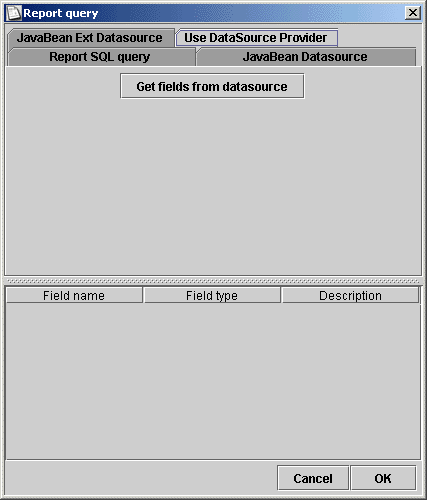 Report query
JavaBean Ext Datasource Use DataSource Provider
Report SQL query JavaBean Datasource
Get fields from datasource
Field name Field type Description
Cancel OK